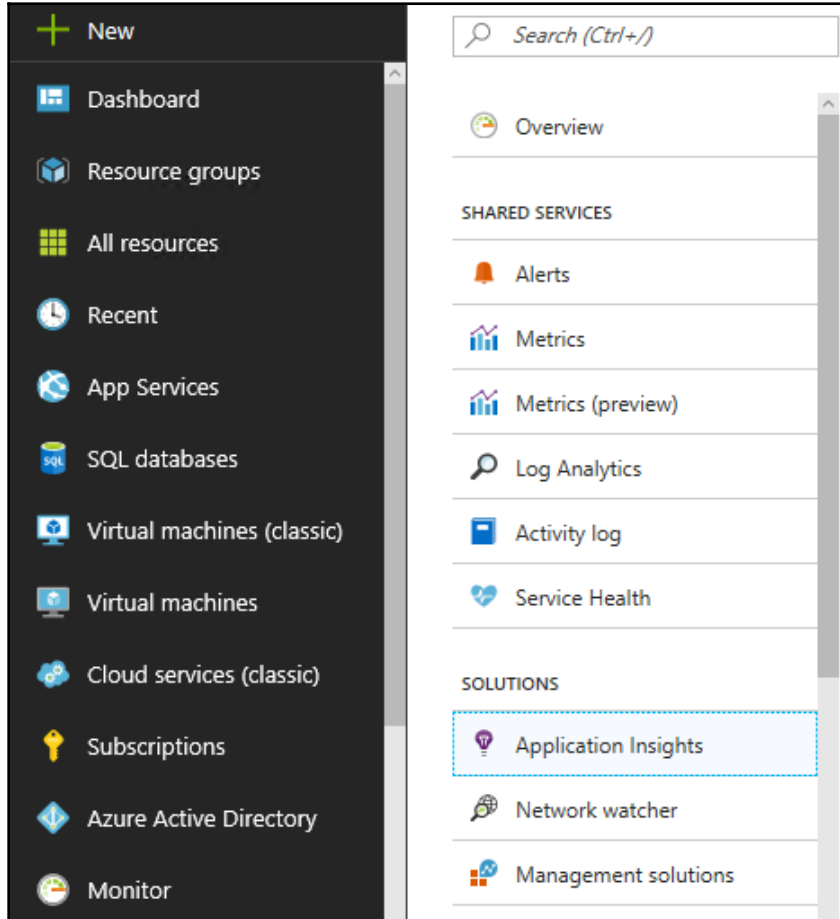 New
Dashboard
Resource groups
All resources
Recent
App Services
SQL
SQL databases
Virtual machines (classic)
Virtual machines
Cloud services (classic)
Subscriptions
Azure Active Directory
Monitor
Search (Ctrl+/)
Overview
SHARED SERVICES
Alerts
Metrics
Metrics (preview)
Log Analytics
Activity log
Service Health
SOLUTIONS
Application Insights
Network watcher
Management solutions